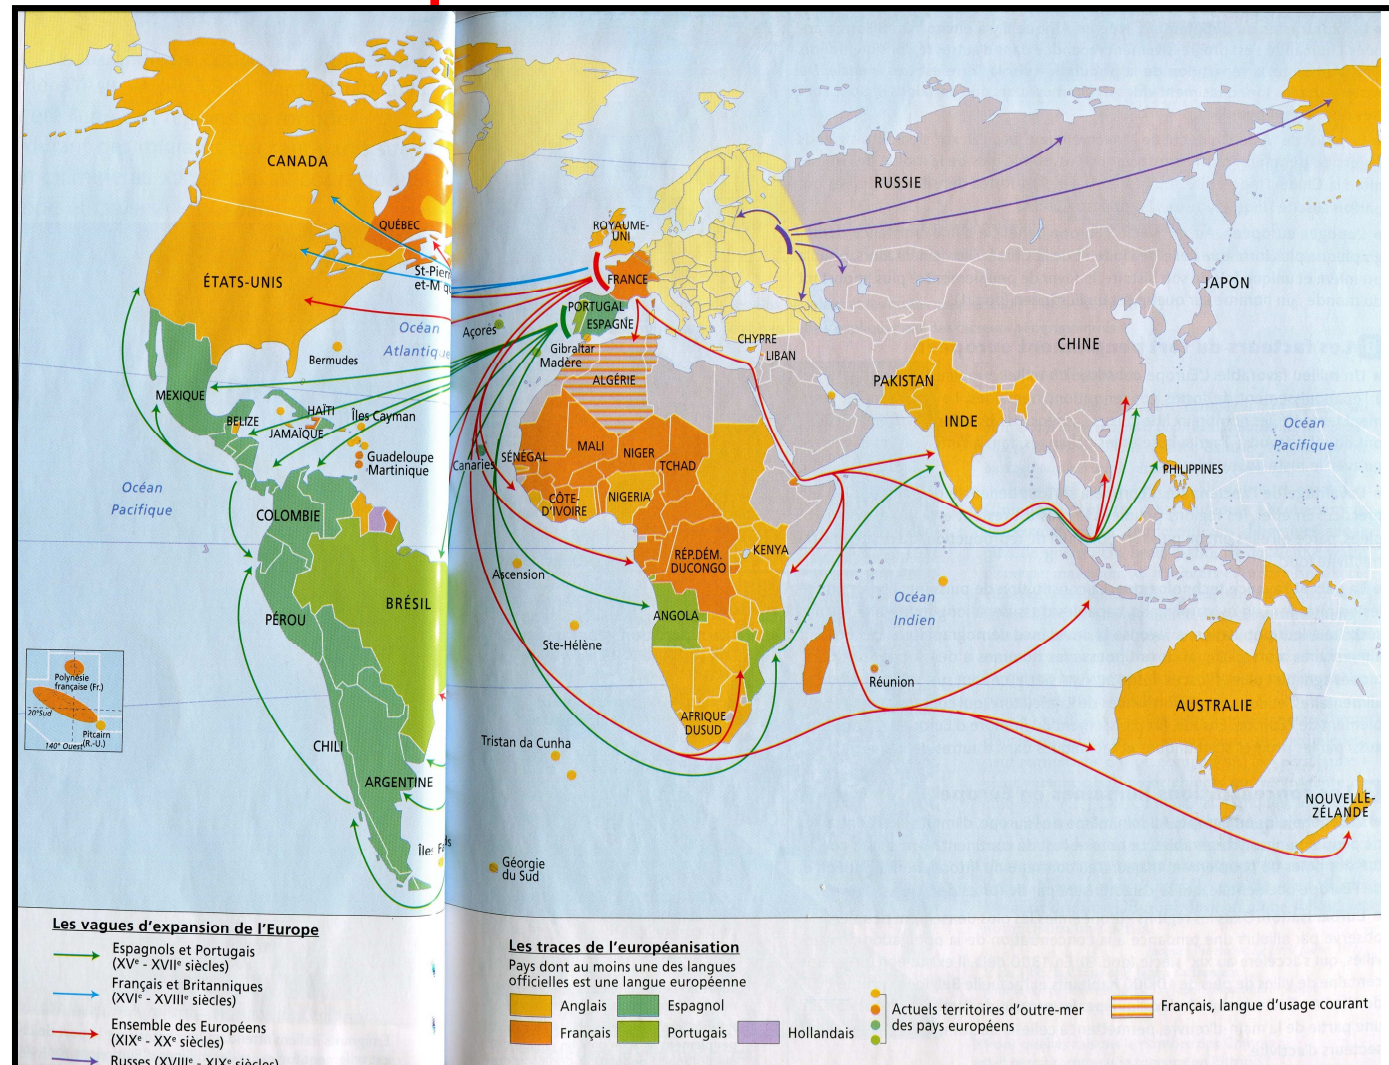 CANADA
QUÉBEC
ÉTATS-UNIS
St-Pierr
et-Miqu
Océan
Atlantique
Bermudes
MEXIQUE
BELIZE
HAÏTI
JAMAÏQUE
Îles Cayman
Guadeloupe
Martinique
Océan
Pacifique
COLOMBIE
BRÉSIL
PÉROU
CHILI
ARGENTINE
Polynésie
française (Fr.)
20°Sud
Pitcairn
(R.-U.)
140° Ouest
ROYAUME-
UNI
FRANCE
PORTUGAL
ESPAGNE
Açores
Gibraltar
Madère
Canaries
ALGÉRIE
CHYPRE
LIBAN
RUSSIE
JAPON
CHINE
PAKISTAN
INDE
PHILIPPINES
Océan
Pacifique
SÉNÉGAL
MALI
NIGER
TCHAD
CÔTE-
D'IVOIRE
NIGERIA
RÉP.DÉM.
DUCONGO
KENYA
ANGOLA
Ascension
Ste-Hélène
AFRIQUE
DUSUD
Tristan da Cunha
Océan
Indien
Réunion
AUSTRALIE
NOUVELLE-
ZÉLANDE
Géorgie
du Sud
Les vagues d'expansion de l'Europe
Espagnols et Portugais
(XVe - XVIIe siècles)
Français et Britanniques
(XVIe - XVIIIe siècles)
Ensemble des Européens
(XIXe - XXe siècles)
Russes (XVIIIe - XIXe siècles)
Les traces de l'européanisation
Pays dont au moins une des langues
officielles est une langue européenne
Anglais
Espagnol
Français
Portugais
Hollandais
Actuels territoires d'outre-mer
des pays européens
Français, langue d'usage courant